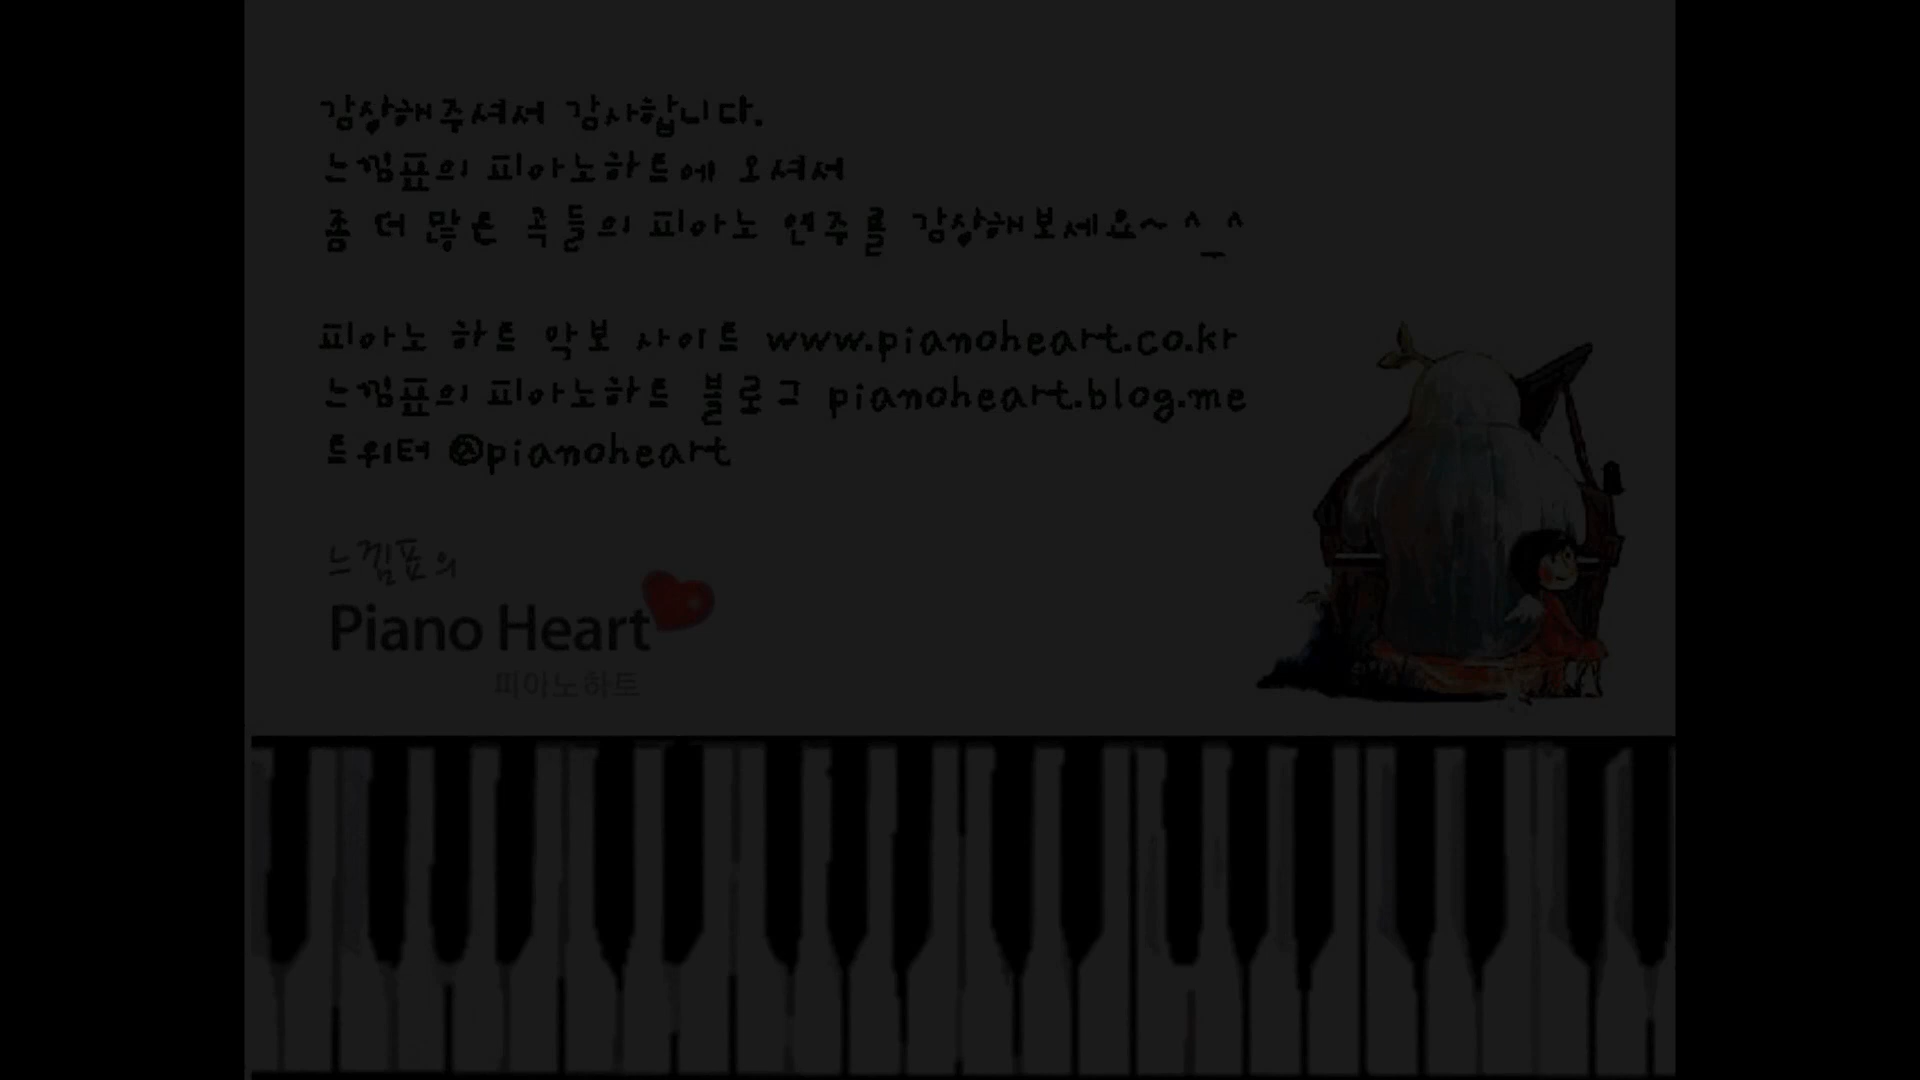 감상해주셔서 감사합니다.
느낌표의 피아노하트에 오셔서
좀 더 많은 곡들의 피아노 연주를 감상해보세요~ ^_^
피아노 하트 악보 사이트 www.pianoheart.co.kr
느낌표의 피아노하트 블로그 pianoheart.blog.me
트위터 @pianoheart
느낌표의
Piano Heart
피아노하트